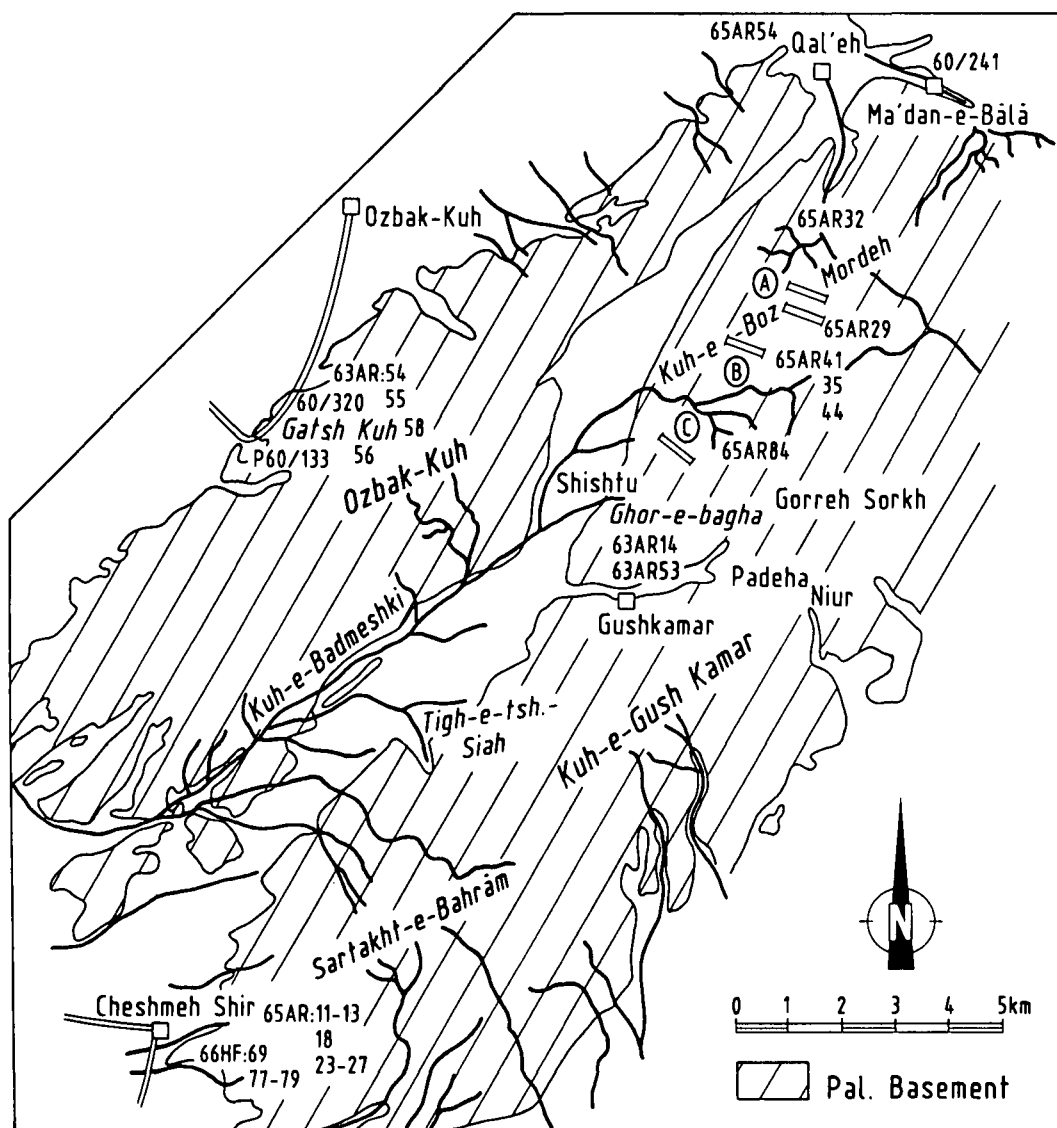 65AR54
Qal'eh
60/241
Ma'dan-e-Bālā
Ozbak-Kuh
65AR32
Mordeh
A
Kuh-e-Boz
65AR29
B
65AR41
35
44
63AR:54
60/320 55
Gatsh Kuh 58
P60/133 56
Ozbak-Kuh
C
65AR84
Shishtu
Gorreh Sorkh
Ghor-e-bagha
63AR14
63AR53
Padeha
Niur
Gushkamar
Kuh-e-Badmeshki
Tigh-e-tsh.-
Siah
Kuh-e-Gush Kamar
Sartakht-e-Bahrām
N
Cheshmeh Shir
65AR:11-13
18
66HF:69
23-27
77-79
0 1 2 3 4 5km
Pal. Basement